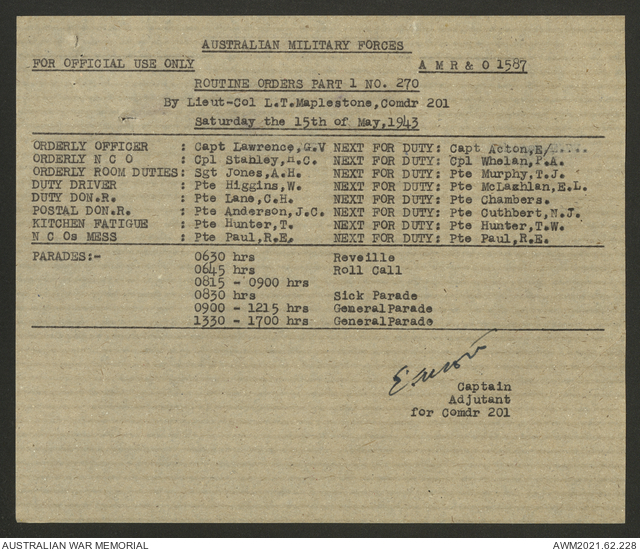 AUSTRALIAN MILITARY FORCES
FOR OFFICIAL USE ONLY A M R & O 1587
ROUTINE ORDERS PART 1 NO. 270
By Lieut-Col L.T.Maplestone,Comdr 201
Saturday the 15th of May,1943
ORDERLY OFFICER : Capt Lawrence,G.V NEXT FOR DUTY: Capt Acton,E/
ORDERLY N C O : Cpl Stanley,H.C. NEXT FOR DUTY: Cpl Whelan,P.A.
ORDERLY ROOM DUTIES: Sgt Jones,A.H. NEXT FOR DUTY: Pte Murphy,T.J.
DUTY DRIVER : Pte Higgins,W. NEXT FOR DUTY: Pte McLaghlan,E.L.
DUTY DON.R. : Pte Lane,C.H. NEXT FOR DUTY: Pte Chambers.
POSTAL DON.R. : Pte Anderson,J.C. NEXT FOR DUTY: Pte Cuthbert,N.J.
KITCHEN FATIGUE : Pte Hunter,T. NEXT FOR DUTY: Pte Hunter,T.W.
N C Os MESS : Pte Paul,R.E. NEXT FOR DUTY: Pte Paul,R.E.
PARADES:- 0630 hrs Reveille
0645 hrs Roll Call
0815 - 0900 hrs
0830 hrs Sick Parade
0900 - 1215 hrs GeneralParade
1330 - 1700 hrs GeneralParade
Captain
Adjutant
for Comdr 201
AUSTRALIAN WAR MEMORIAL AWM2021.62.228